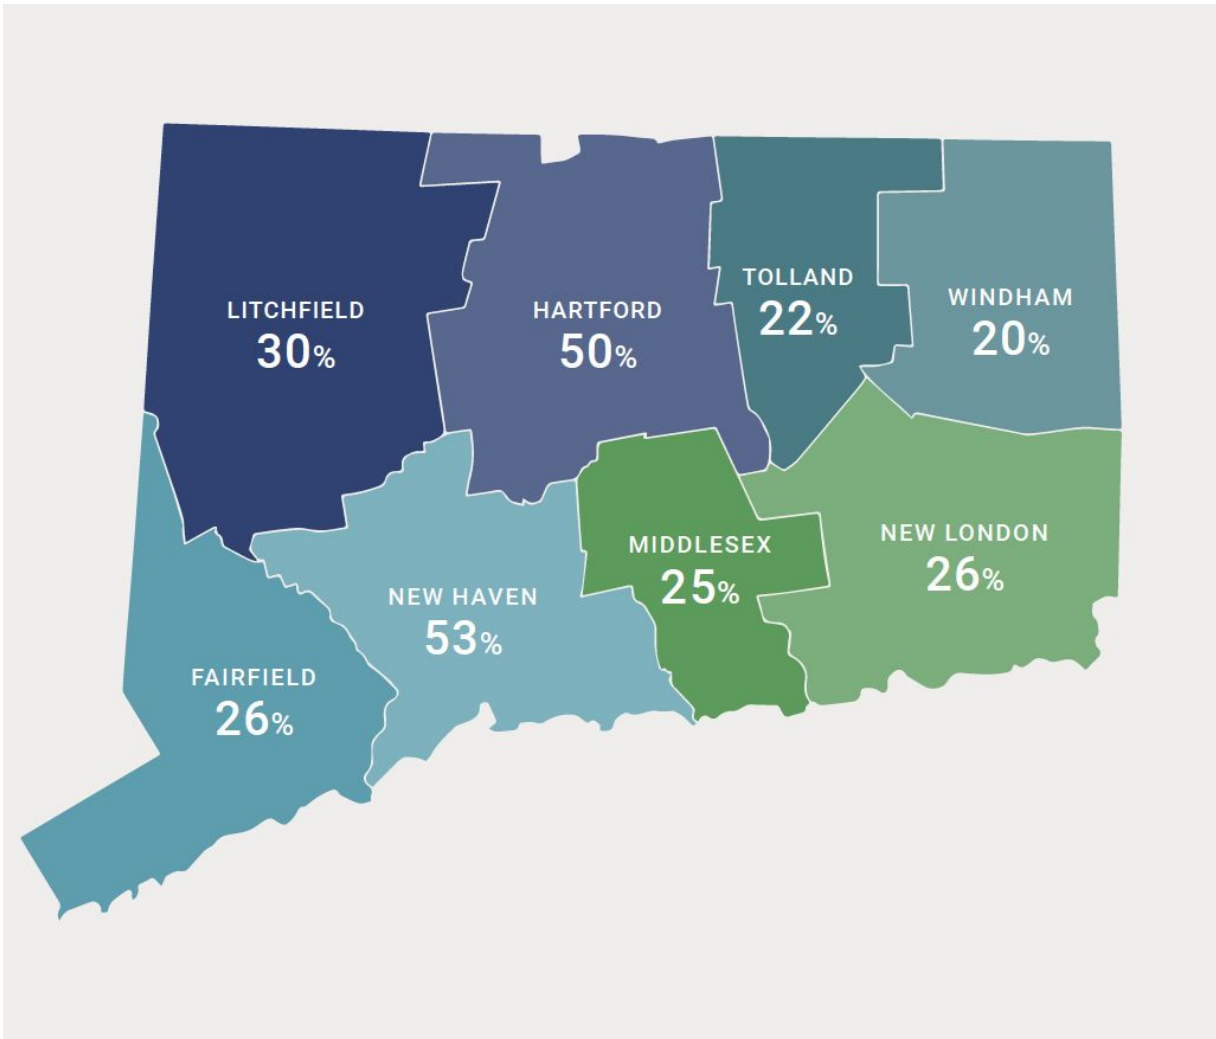 LITCHFIELD
30%
HARTFORD
50%
TOLLAND
22%
WINDHAM
20%
MIDDLESEX
25%
NEW LONDON
26%
NEW HAVEN
53%
FAIRFIELD
26%